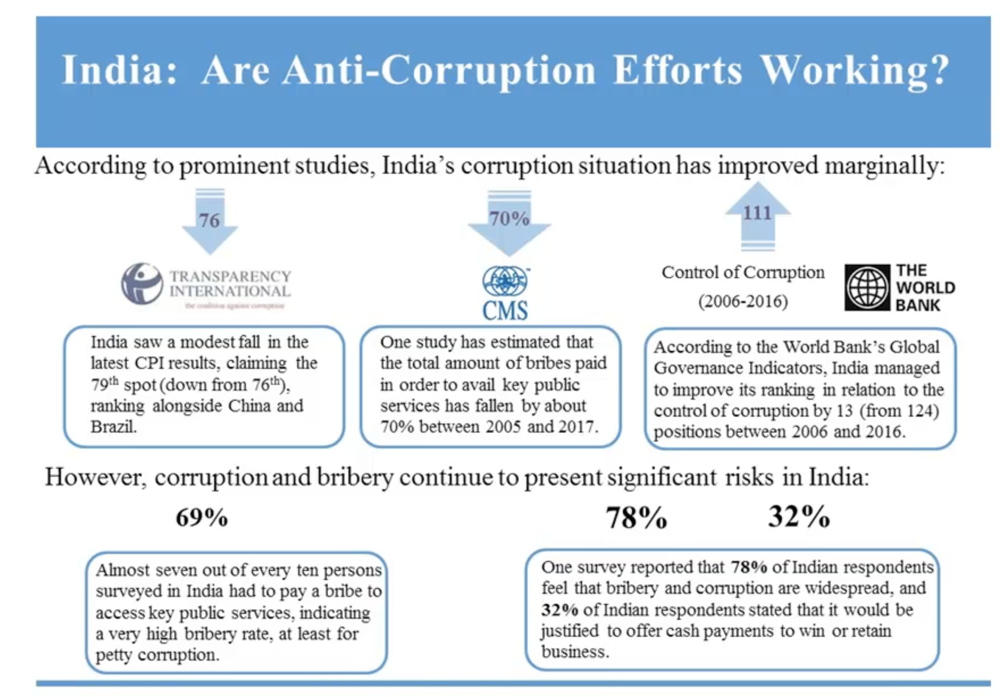 India: Are Anti-Corruption Efforts Working?
According to prominent studies, India's corruption situation has improved marginally:
76
70%
111
TRANSPARENCY
INTERNATIONAL
the coalition against corruption
CMS
™
Control of Corruption
(2006-2016)
THE
WORLD
BANK
India saw a modest fall in the
latest CPI results, claiming the
79th spot (down from 76th),
ranking alongside China and
Brazil.
One study has estimated that
the total amount of bribes paid
in order to avail key public
services has fallen by about
70% between 2005 and 2017.
According to the World Bank's Global
Governance Indicators, India managed
to improve its ranking in relation to the
control of corruption by 13 (from 124)
positions between 2006 and 2016.
However, corruption and bribery continue to present significant risks in India:
69%
78%
32%
Almost seven out of every ten persons
surveyed in India had to pay a bribe to
access key public services, indicating
a very high bribery rate, at least for
petty corruption.
One survey reported that 78% of Indian respondents
feel that bribery and corruption are widespread, and
32% of Indian respondents stated that it would be
justified to offer cash payments to win or retain
business.